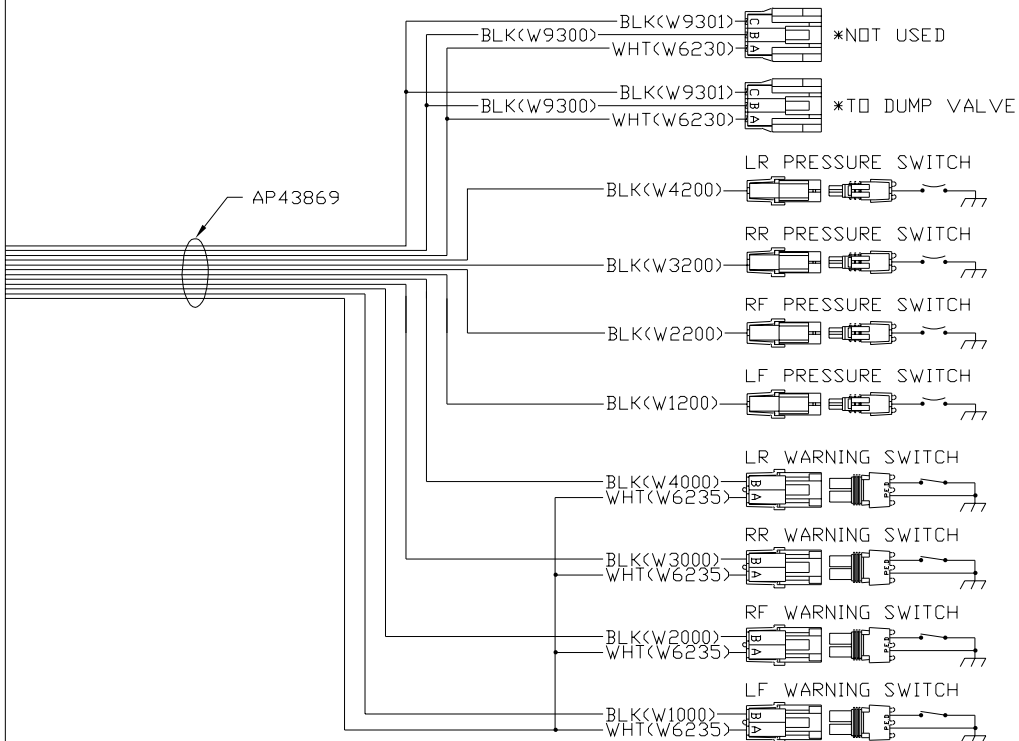 BLK(W9301)
BLK(W9300)
WHT(W6230)
C
B
A
*NOT USED
BLK(W9301)
BLK(W9300)
WHT(W6230)
C
B
A
*TO DUMP VALVE
AP43869
LR PRESSURE SWITCH
BLK(W4200)
RR PRESSURE SWITCH
BLK(W3200)
RF PRESSURE SWITCH
BLK(W2200)
LF PRESSURE SWITCH
BLK(W1200)
LR WARNING SWITCH
BLK(W4000)
WHT(W6235)
B
A
RR WARNING SWITCH
BLK(W3000)
WHT(W6235)
B
A
RF WARNING SWITCH
BLK(W2000)
WHT(W6235)
B
A
LF WARNING SWITCH
BLK(W1000)
WHT(W6235)
B
A